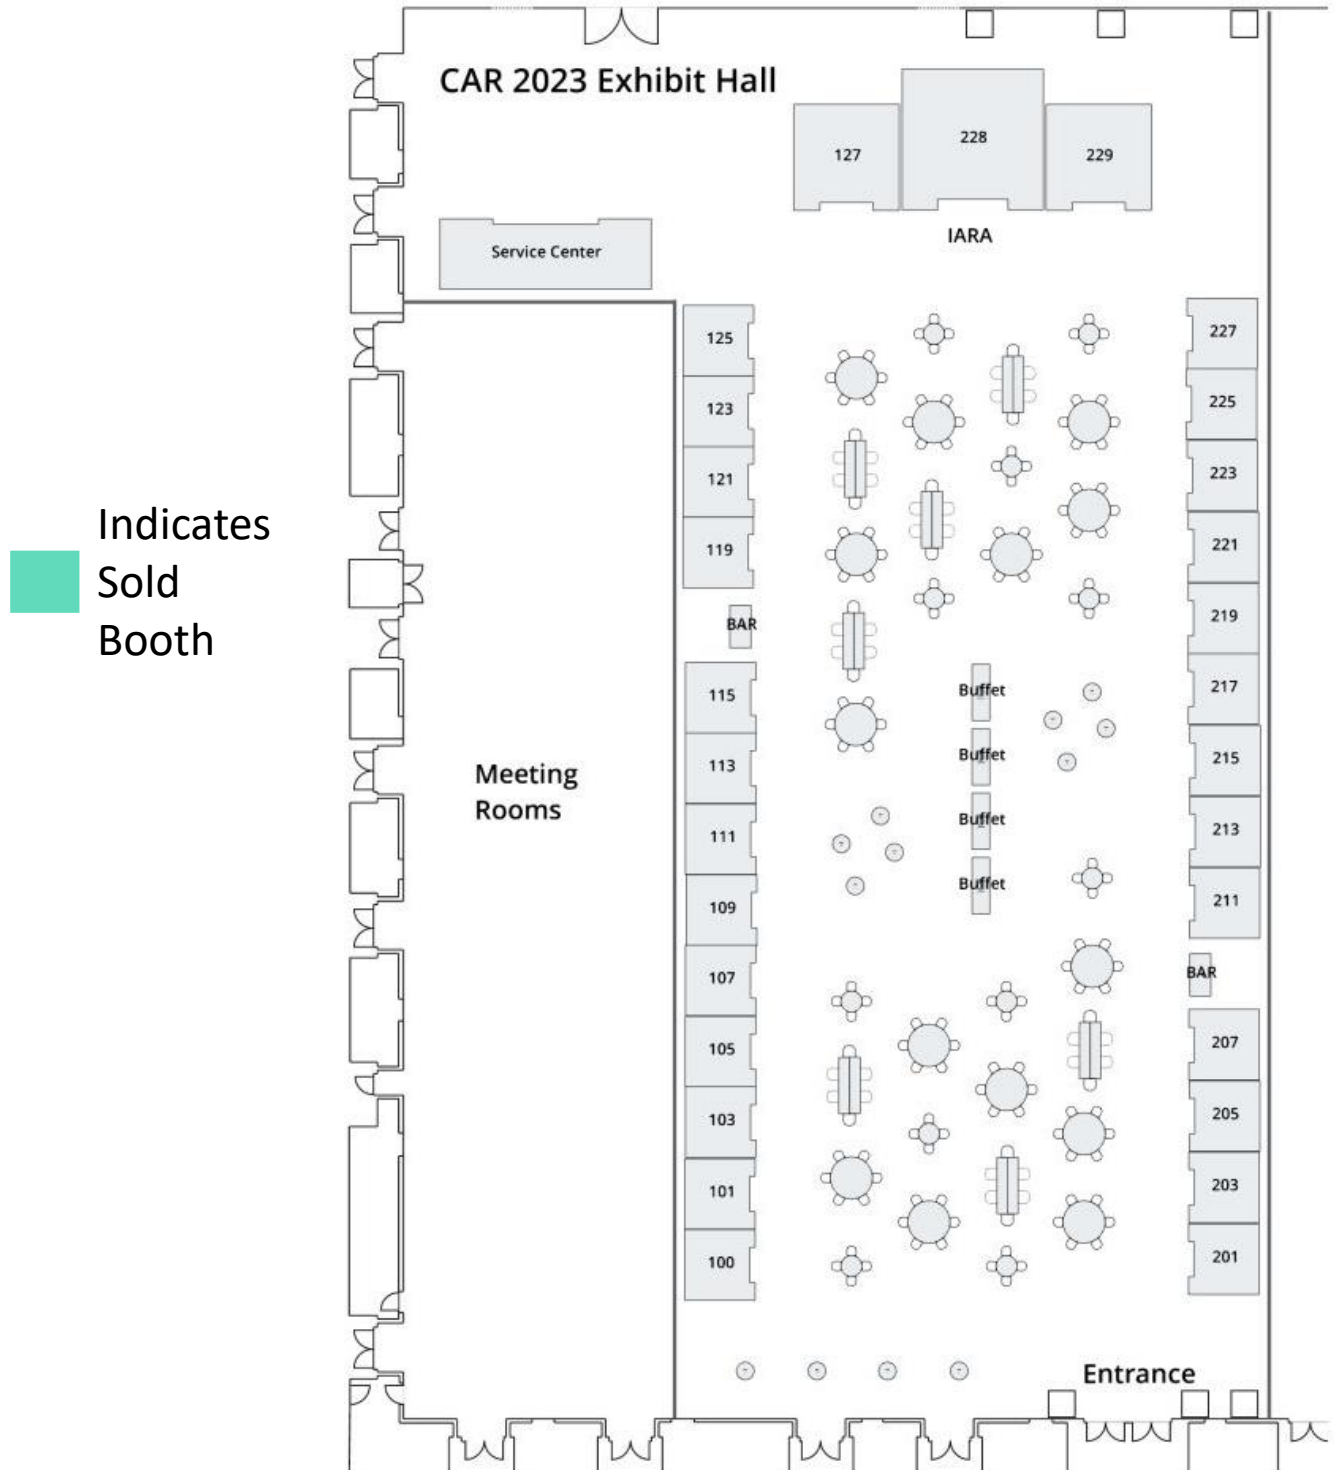 CAR 2023 Exhibit Hall
228
127
229
IARA
Service Center
125
227
123
225
121
223
119
221
Indicates
Sold
Booth
219
BAR
217
115
Buffet
215
113
Buffet
Meeting
Rooms
213
111
Buffet
211
109
Buffet
107
BAR
105
207
103
205
101
203
100
201
Entrance